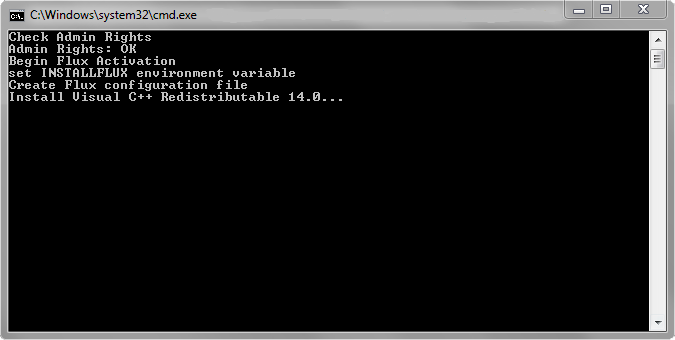 C:\Windows\system32\cmd.exe
Check Admin Rights
Admin Rights: OK
Begin Flux Activation
set INSTALLFLUX environment variable
Create Flux configuration file
Install Visual C++ Redistributable 14.0...